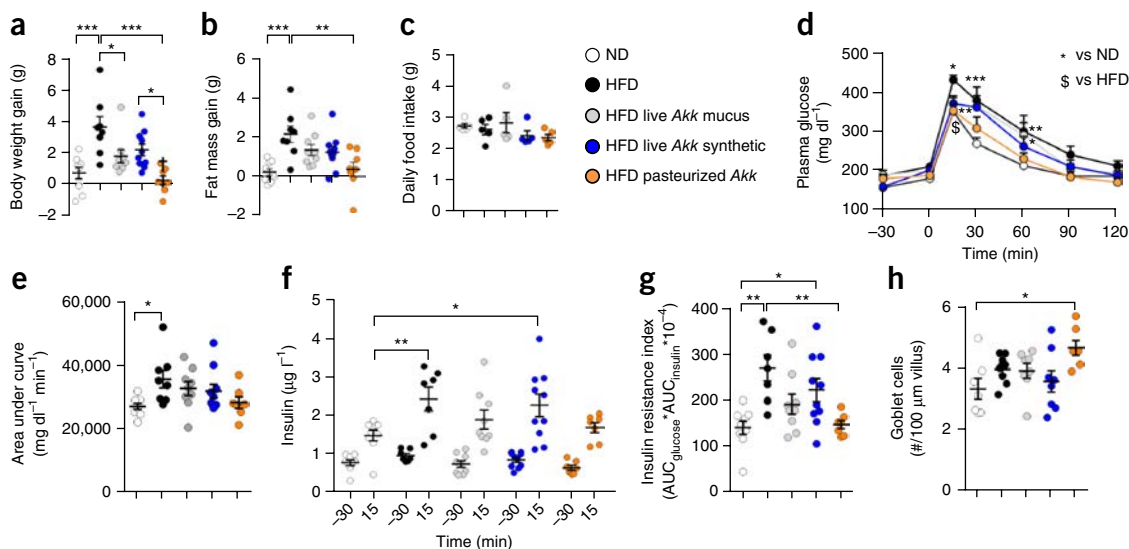 a
Body weight gain (g)
8
6
4
2
0
−2
***
***
*
*
b
Fat mass gain (g)
6
4
2
0
−2
***
**
c
Daily food intake (g)
5
4
3
2
1
0
ND
HFD
HFD live Akk mucus
HFD live Akk synthetic
HFD pasteurized Akk
d
Plasma glucose
(mg dl⁻¹)
500
400
300
200
100
*
***
**
$
**
*
* vs ND
$ vs HFD
−30
0
30
60
90
120
Time (min)
e
Area under curve
(mg dl⁻¹ min⁻¹)
60,000
40,000
20,000
*
f
Insulin (µg l⁻¹)
5
4
3
2
1
0
*
**
−30 15 −30 15 −30 15 −30 15 −30 15
Time (min)
g
Insulin resistance index
(AUCglucose*AUCinsulin*10⁻⁴)
400
300
200
100
0
*
**
**
h
Goblet cells
(#/100 µm villus)
6
4
2
0
*